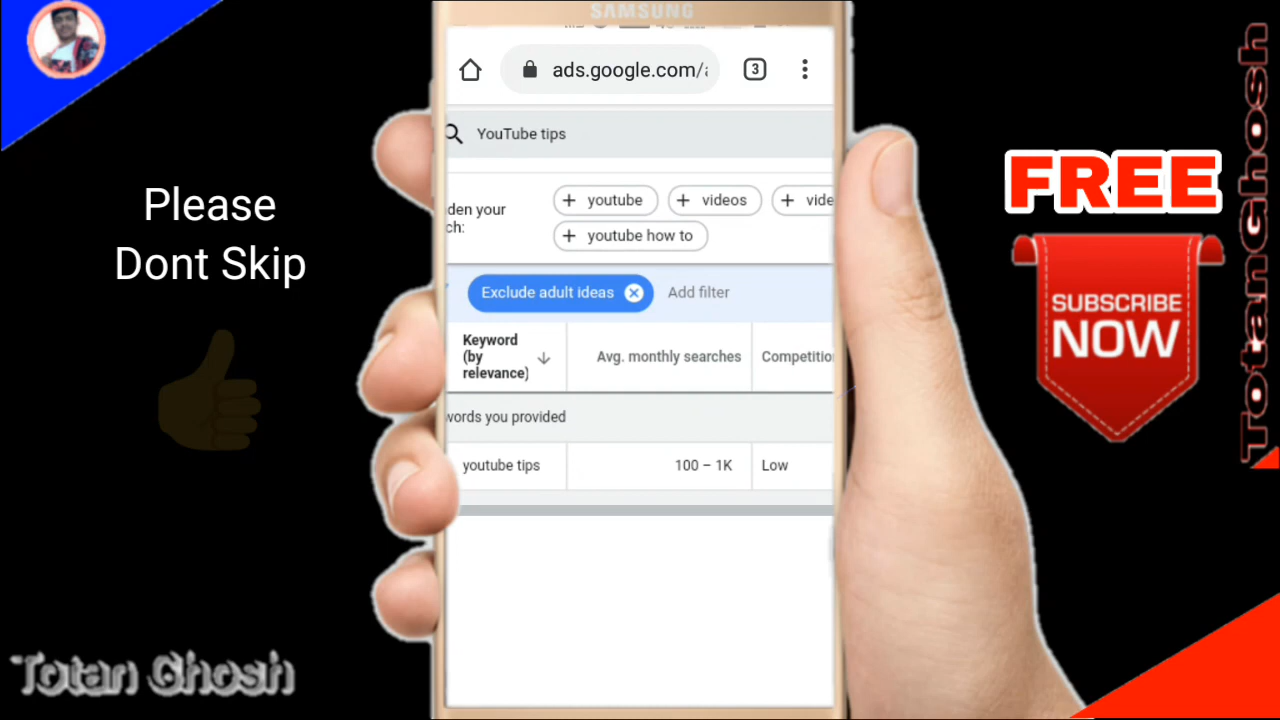 SAMSUNG
ads.google.com/
3
YouTube tips
den your
ch:
+ youtube
+ videos
+ vide
+ youtube how to
Exclude adult ideas
Add filter
Keyword
(by
relevance)
Avg. monthly searches
Competition
words you provided
youtube tips
100 – 1K
Low
Please
Dont Skip
FREE
SUBSCRIBE
NOW
TotanGhosh
Totan Ghosh